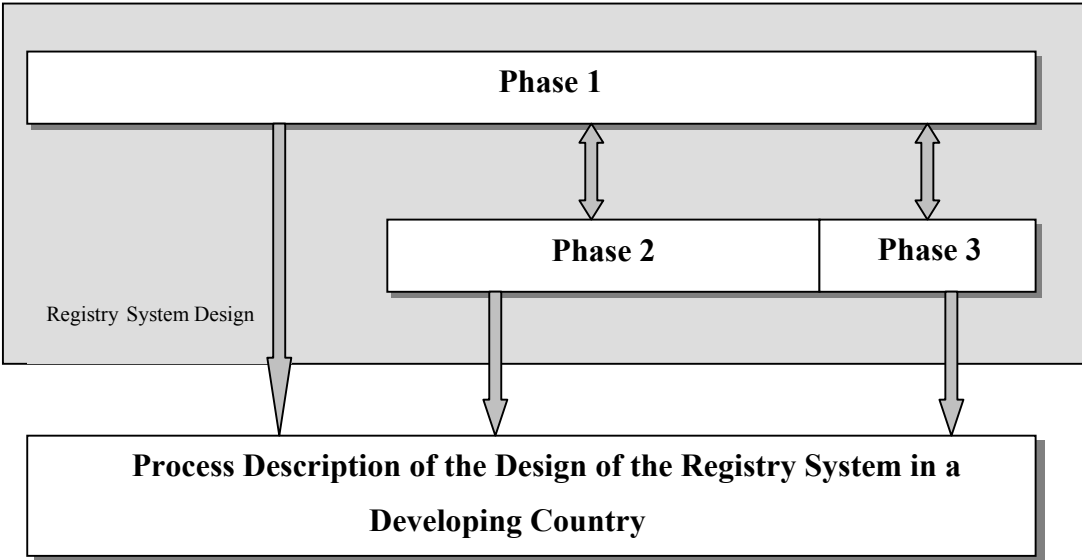 Phase 1
Phase 2
Phase 3
Registry System Design
Process Description of the Design of the Registry System in a
Developing Country